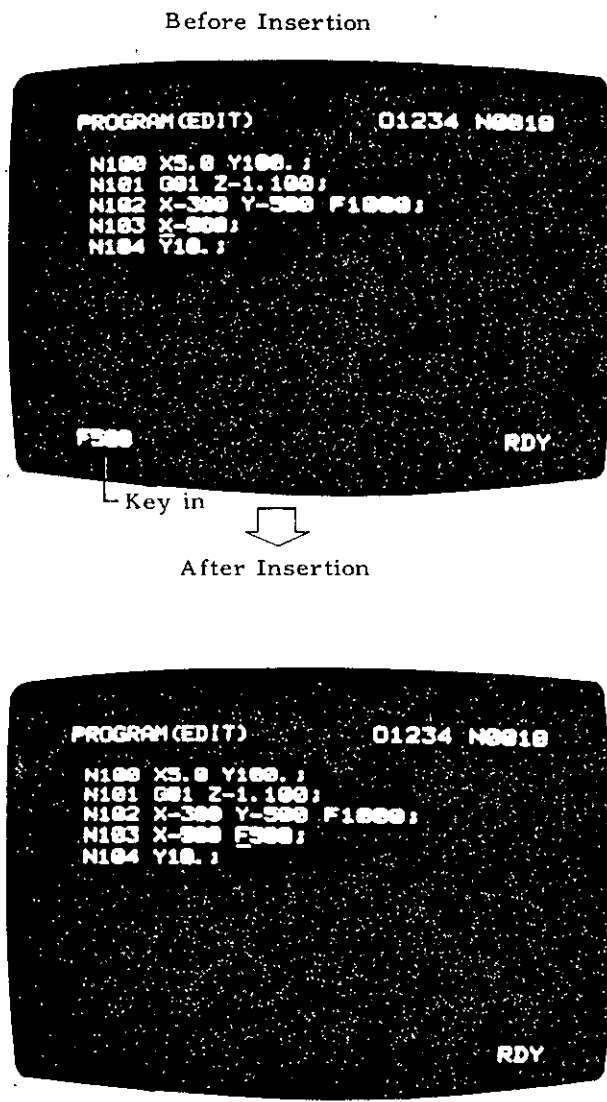 Before Insertion
PROGRAM(EDIT) O1234 N0010
N100 X5.0 Y100.;
N101 G01 Z-1.100;
N102 X-300 Y-500 F1000;
N103
N104 Y10.;
F500 RDY
Key in
After Insertion
PROGRAM(EDIT) O1234 N0010
N100 X5.0 Y100.;
N101 G01 Z-1.100;
N102 X-300 Y-500 F1000;
N103 F500;
N104 Y10.;
RDY